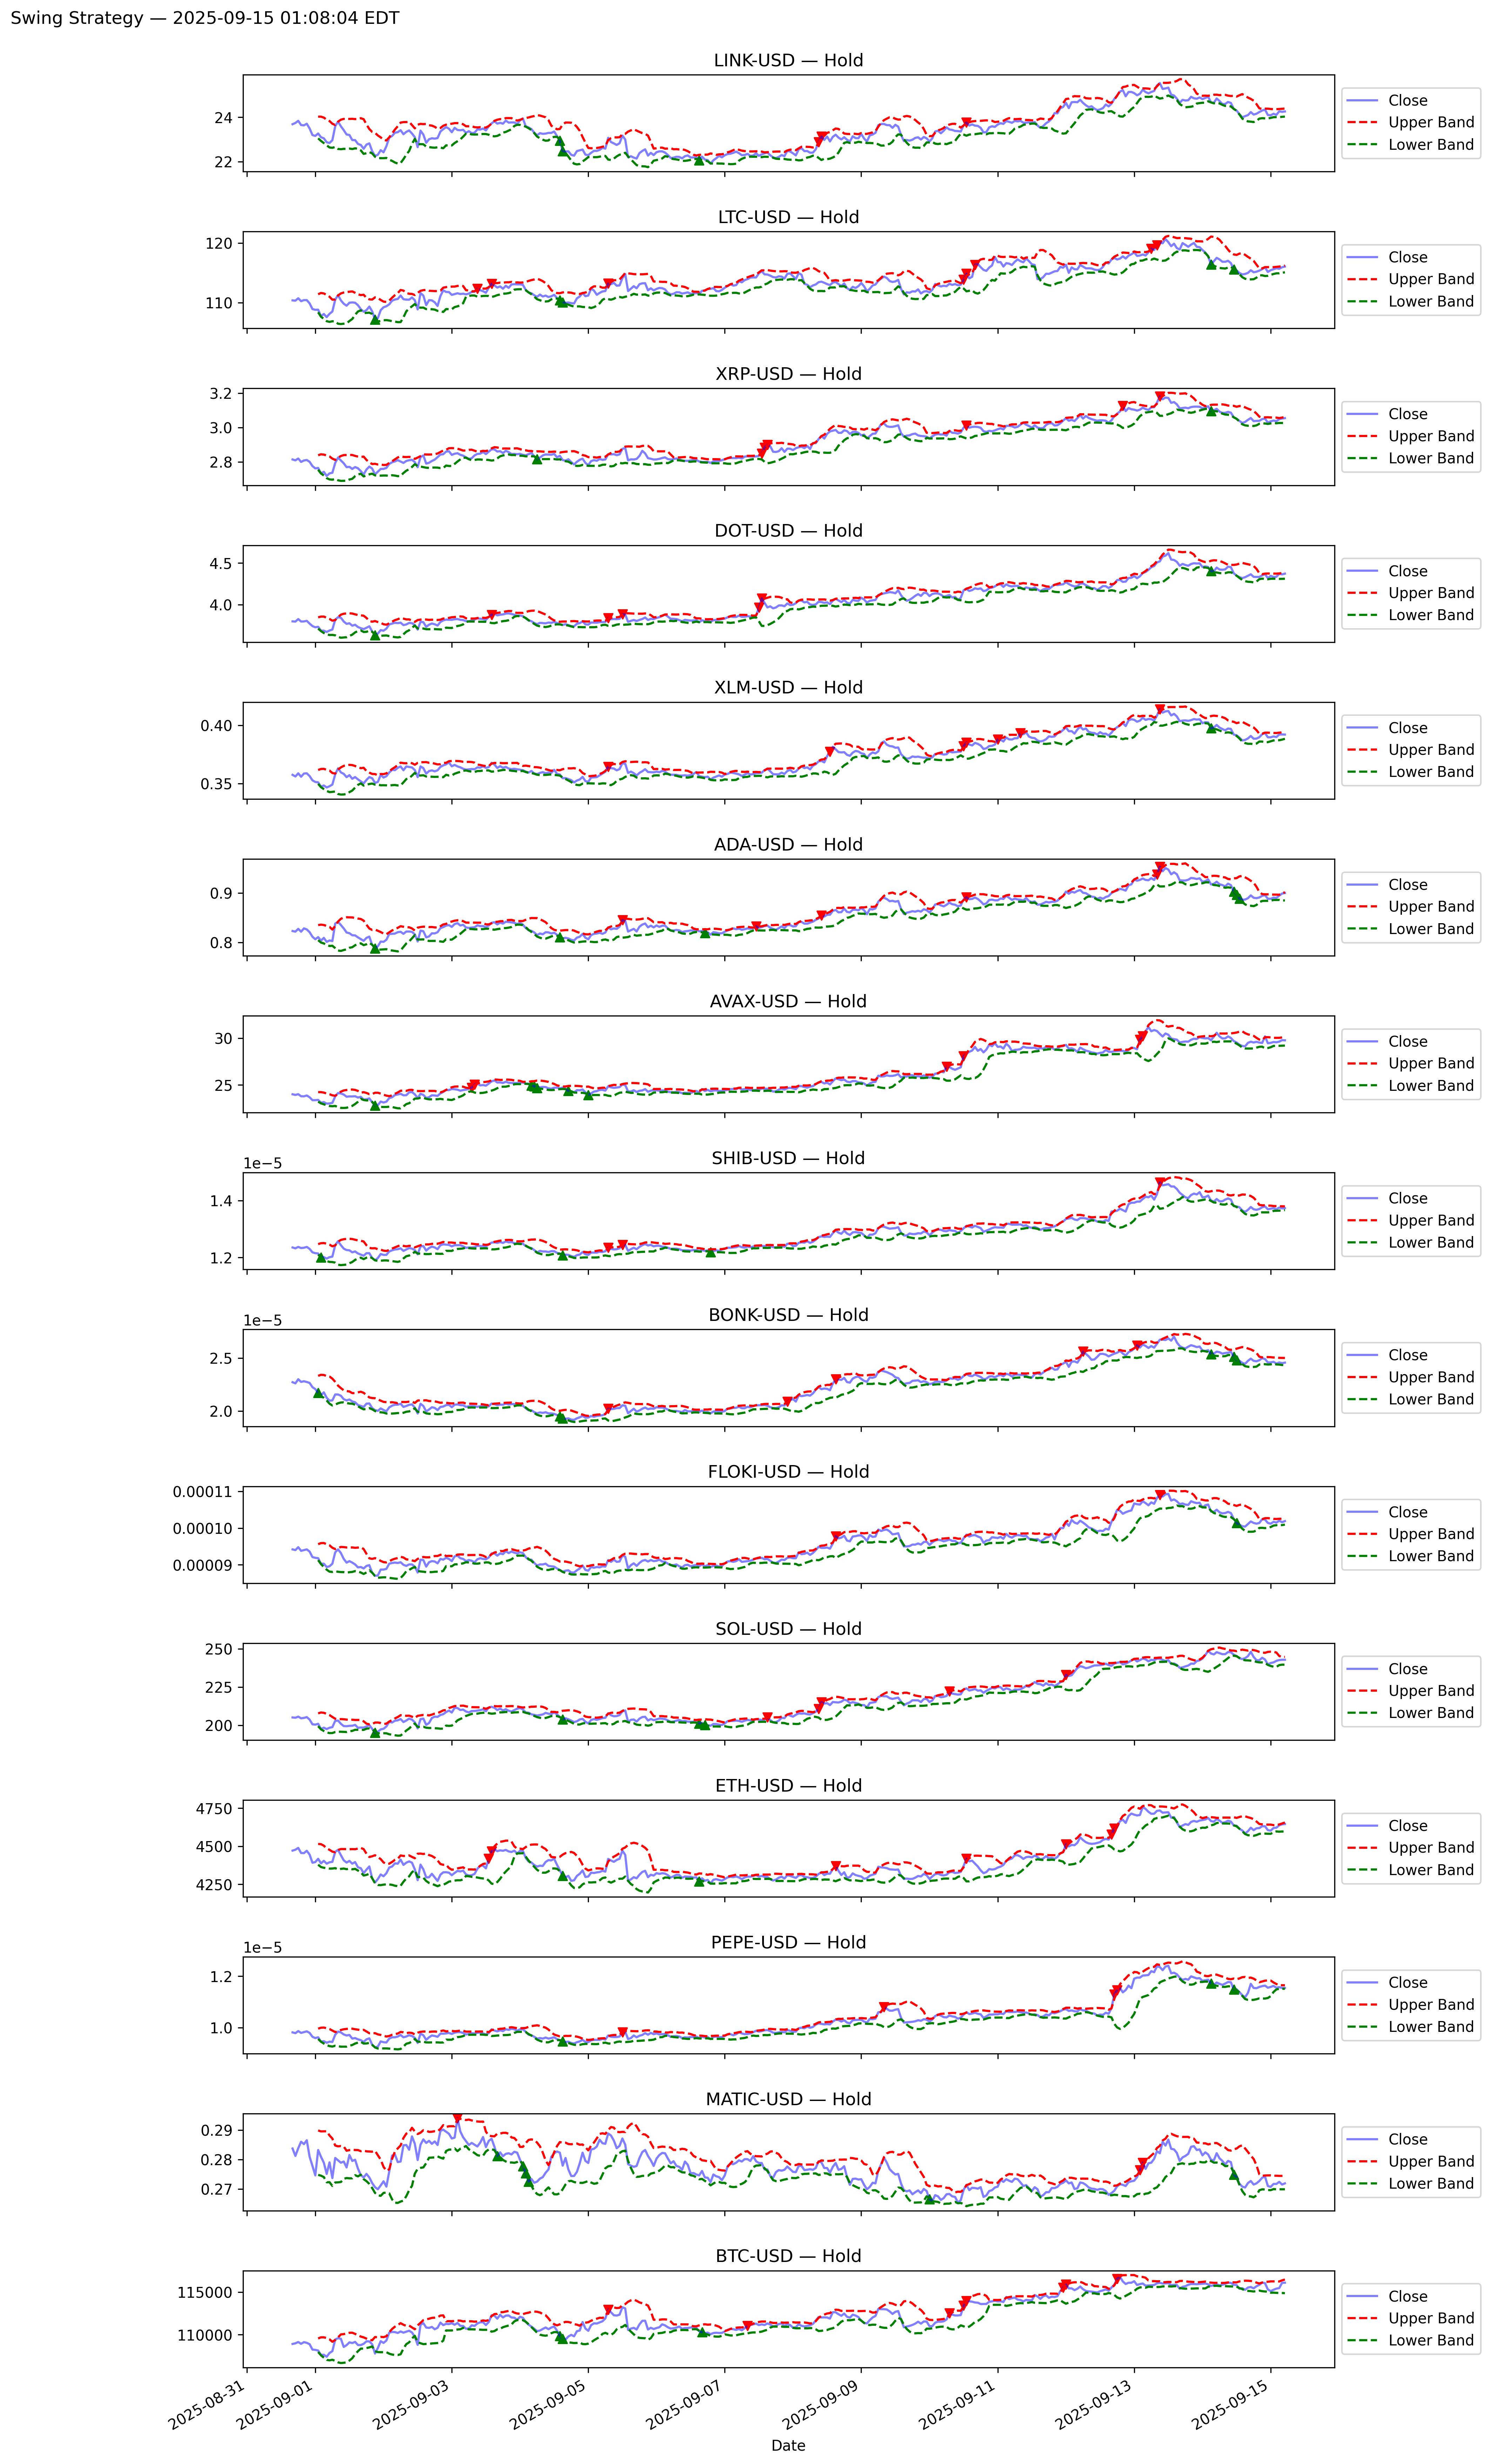 Swing Strategy — 2025-09-15 01:08:04 EDT
LINK-USD — Hold
24
22
Close
Upper Band
Lower Band
LTC-USD — Hold
120
110
Close
Upper Band
Lower Band
XRP-USD — Hold
3.2
3.0
2.8
Close
Upper Band
Lower Band
DOT-USD — Hold
4.5
4.0
Close
Upper Band
Lower Band
XLM-USD — Hold
0.40
0.35
Close
Upper Band
Lower Band
ADA-USD — Hold
0.9
0.8
Close
Upper Band
Lower Band
AVAX-USD — Hold
30
25
Close
Upper Band
Lower Band
SHIB-USD — Hold
1e−5
1.4
1.2
Close
Upper Band
Lower Band
BONK-USD — Hold
1e−5
2.5
2.0
Close
Upper Band
Lower Band
FLOKI-USD — Hold
0.00011
0.00010
0.00009
Close
Upper Band
Lower Band
SOL-USD — Hold
250
225
200
Close
Upper Band
Lower Band
ETH-USD — Hold
4750
4500
4250
Close
Upper Band
Lower Band
PEPE-USD — Hold
1e−5
1.2
1.0
Close
Upper Band
Lower Band
MATIC-USD — Hold
0.29
0.28
0.27
Close
Upper Band
Lower Band
BTC-USD — Hold
115000
110000
Close
Upper Band
Lower Band
2025-08-31
2025-09-01
2025-09-03
2025-09-05
2025-09-07
2025-09-09
2025-09-11
2025-09-13
2025-09-15
Date